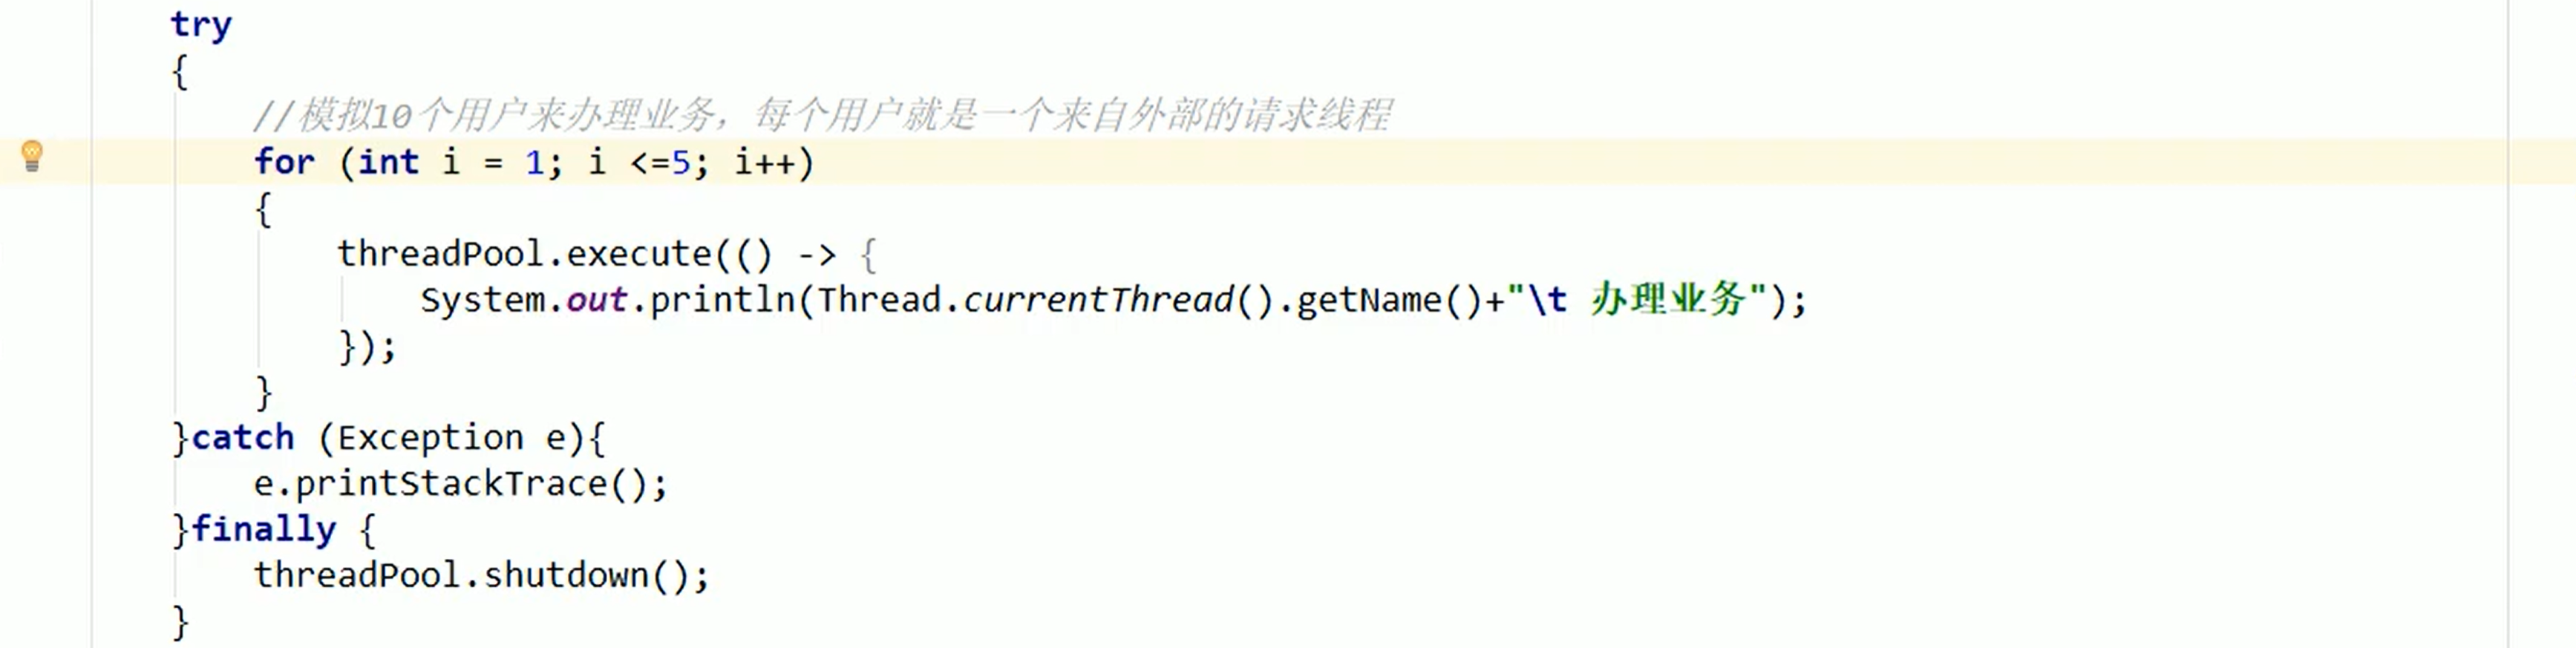 try
{
//模拟10个用户来办理业务，每个用户就是一个来自外部的请求线程
for (int i = 1; i <=5; i++)
{
threadPool.execute(() -> {
System.out.println(Thread.currentThread().getName()+"\t 办理业务");
});
}
}catch (Exception e){
e.printStackTrace();
}finally {
threadPool.shutdown();
}